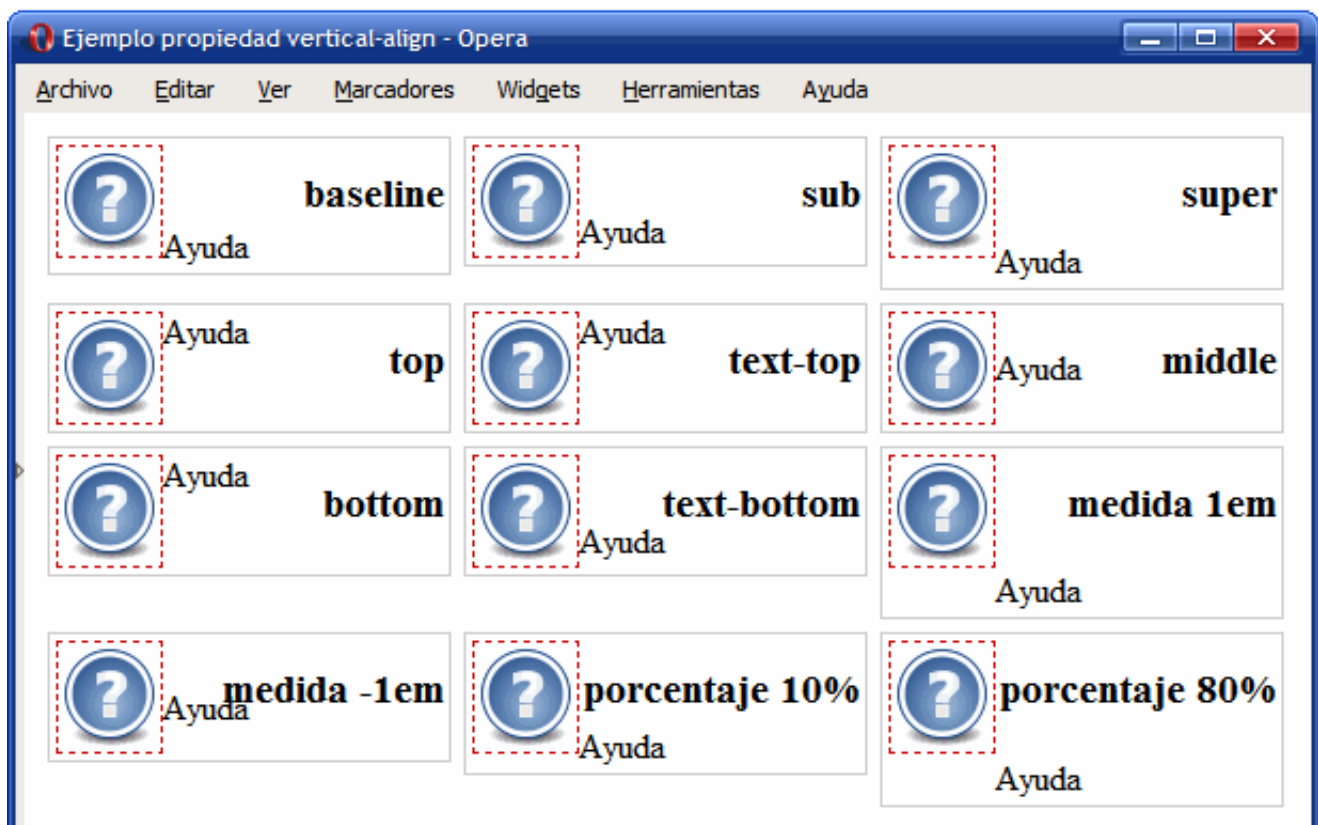 Ejemplo propiedad vertical-align - Opera
Archivo Editar Ver Marcadores Widgets Herramientas Ayuda
? baseline Ayuda
? sub Ayuda
? super Ayuda
? Ayuda top
? Ayuda text-top
? Ayuda middle
? Ayuda bottom
? text-bottom Ayuda
? medida 1em Ayuda
? medida -1em Ayuda
? porcentaje 10% Ayuda
? porcentaje 80% Ayuda